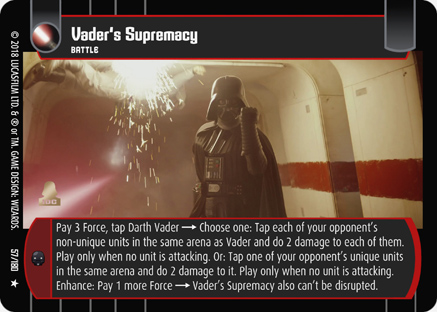 Vader's Supremacy
BATTLE
Pay 3 Force, tap Darth Vader → Choose one: Tap each of your opponent's
non-unique units in the same arena as Vader and do 2 damage to each of them.
Play only when no unit is attacking. Or: Tap one of your opponent's unique units
in the same arena and do 2 damage to it. Play only when no unit is attacking.
Enhance: Pay 1 more Force → Vader's Supremacy also can't be disrupted.
© 2018 LUCASFILM LTD. & ® or TM. GAME DESIGN: WIZARDS.
57/180 ★